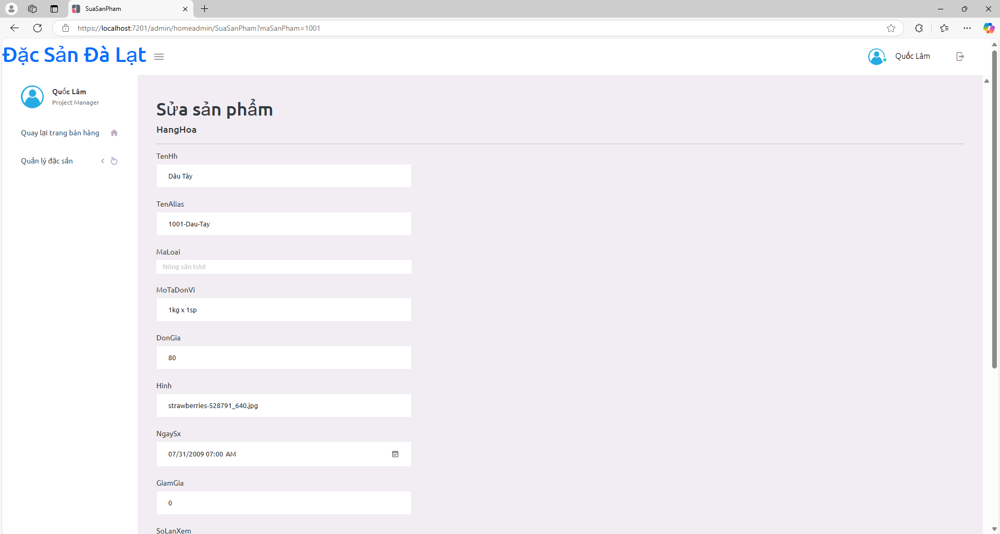 SuaSanPham
https://localhost:7201/admin/homeadmin/SuaSanPham?maSanPham=1001
Đặc Sản Đà Lạt
Quốc Lâm
Quốc Lâm
Project Manager
Quay lại trang bán hàng
Quản lý đặc sản
Sửa sản phẩm
HangHoa
TenHh
Dâu Tây
TenAlias
1001-Dau-Tay
MaLoai
Nông sản tươi
MoTaDonVi
1kg x 1sp
DonGia
80
Hinh
strawberries-528791_640.jpg
NgaySx
07/31/2009 07:00 AM
GiamGia
0
SoLanXem